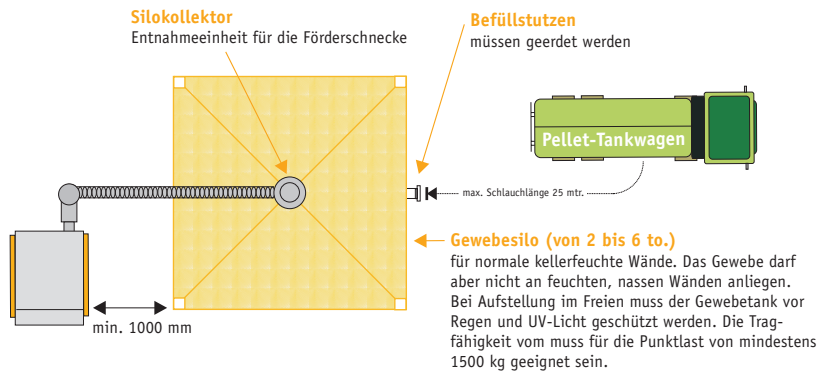 Silokollektor
Entnahmeeinheit für die Förderschnecke
Befüllstutzen
müssen geerdet werden
Pellet-Tankwagen
max. Schlauchlänge 25 mtr.
Gewebesilo (von 2 bis 6 to.)
für normale kellerfeuchte Wände. Das Gewebe darf
aber nicht an feuchten, nassen Wänden anliegen.
Bei Aufstellung im Freien muss der Gewebetank vor
Regen und UV-Licht geschützt werden. Die Trag-
fähigkeit vom muss für die Punktlast von mindestens
1500 kg geeignet sein.
min. 1000 mm